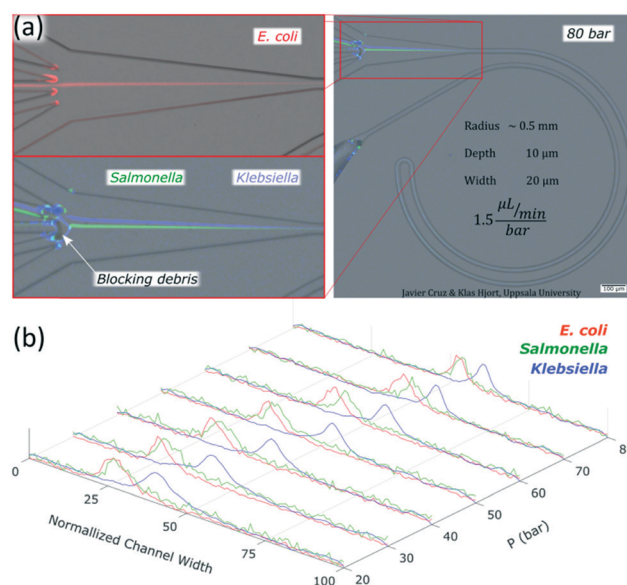 (a)
E. coli
80 bar
Radius ~ 0.5 mm
Depth 10 µm
Width 20 µm
1.5 µL/min/bar
Salmonella Klebsiella
Blocking debris
Javier Cruz & Klas Hjort, Uppsala University
100 µm
(b)
E. coli
Salmonella
Klebsiella
0
25
50
75
100
Normallized Channel Width
20
30
40
50
60
70
8
P (bar)